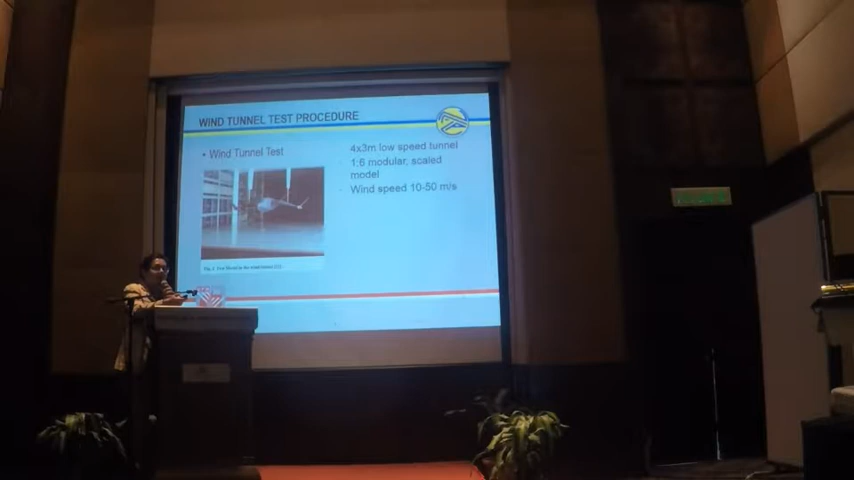 WIND TUNNEL TEST PROCEDURE
• Wind Tunnel Test
4x3m low speed tunnel
1:6 modular, scaled
model
Wind speed 10-50 m/s